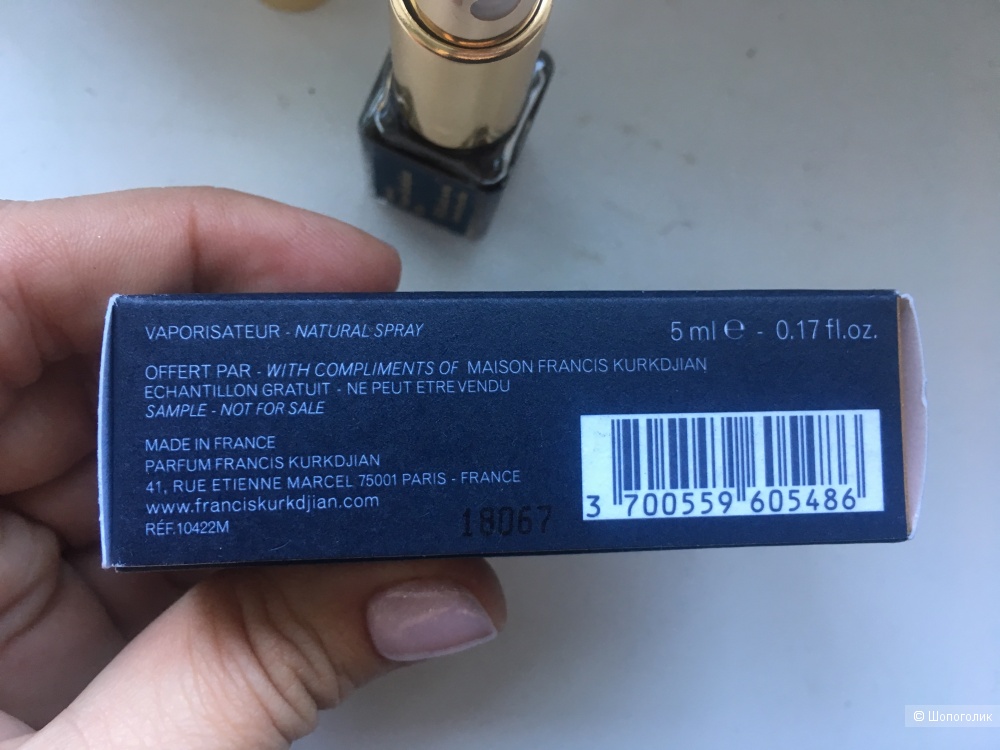 VAPORISATEUR - NATURAL SPRAY
5 ml ℮ - 0.17 fl.oz.
OFFERT PAR - WITH COMPLIMENTS OF MAISON FRANCIS KURKDJIAN
ECHANTILLON GRATUIT - NE PEUT ETRE VENDU
SAMPLE - NOT FOR SALE
MADE IN FRANCE
PARFUM FRANCIS KURKDJIAN
41, RUE ETIENNE MARCEL 75001 PARIS - FRANCE
www.franciskurkdjian.com
RÉF.10422M
18067
3 700559 605486
© Шопоголик